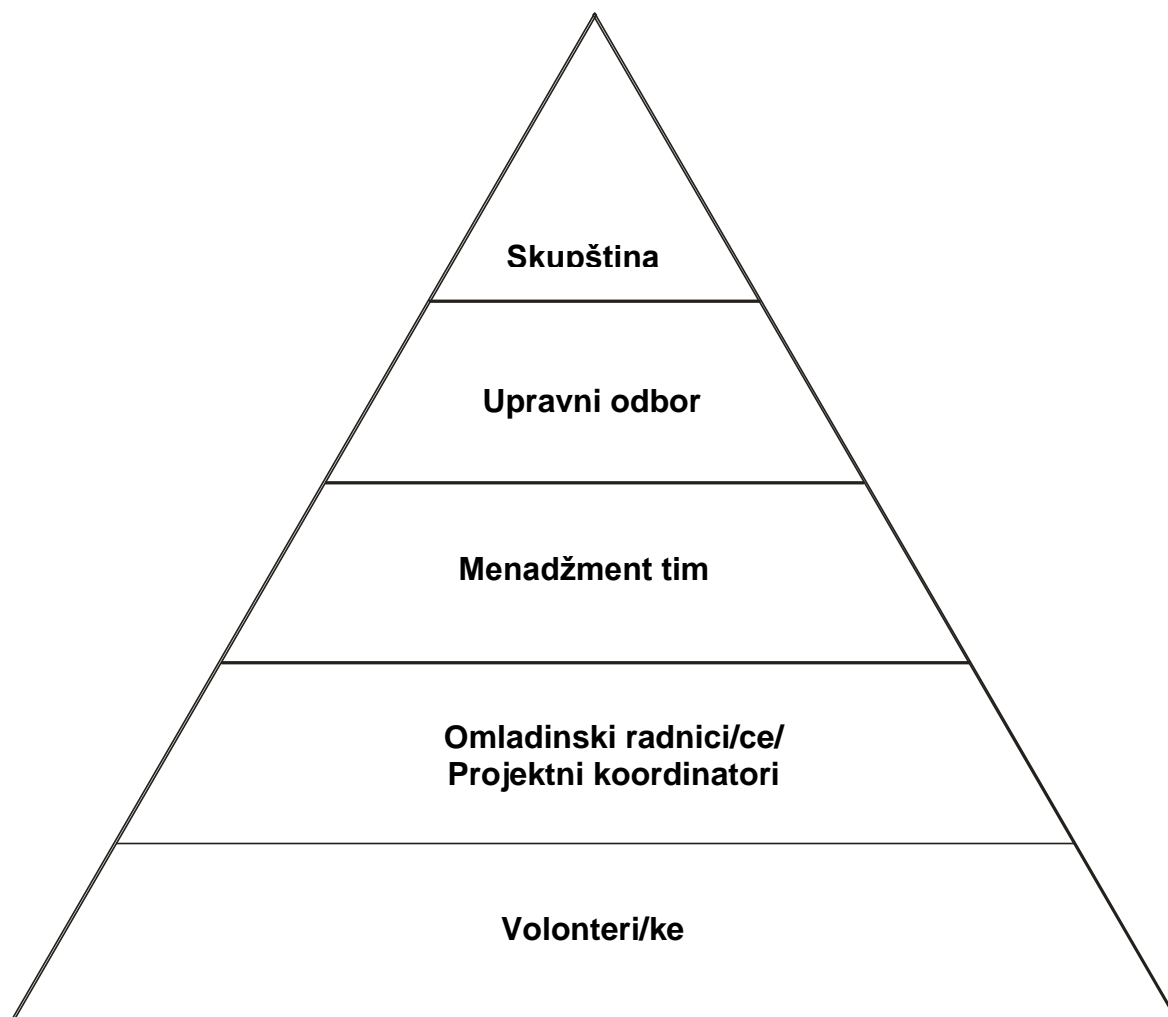 Skupština
Upravni odbor
Menadžment tim
Omladinski radnici/ce/
Projektni koordinatori
Volonteri/ke